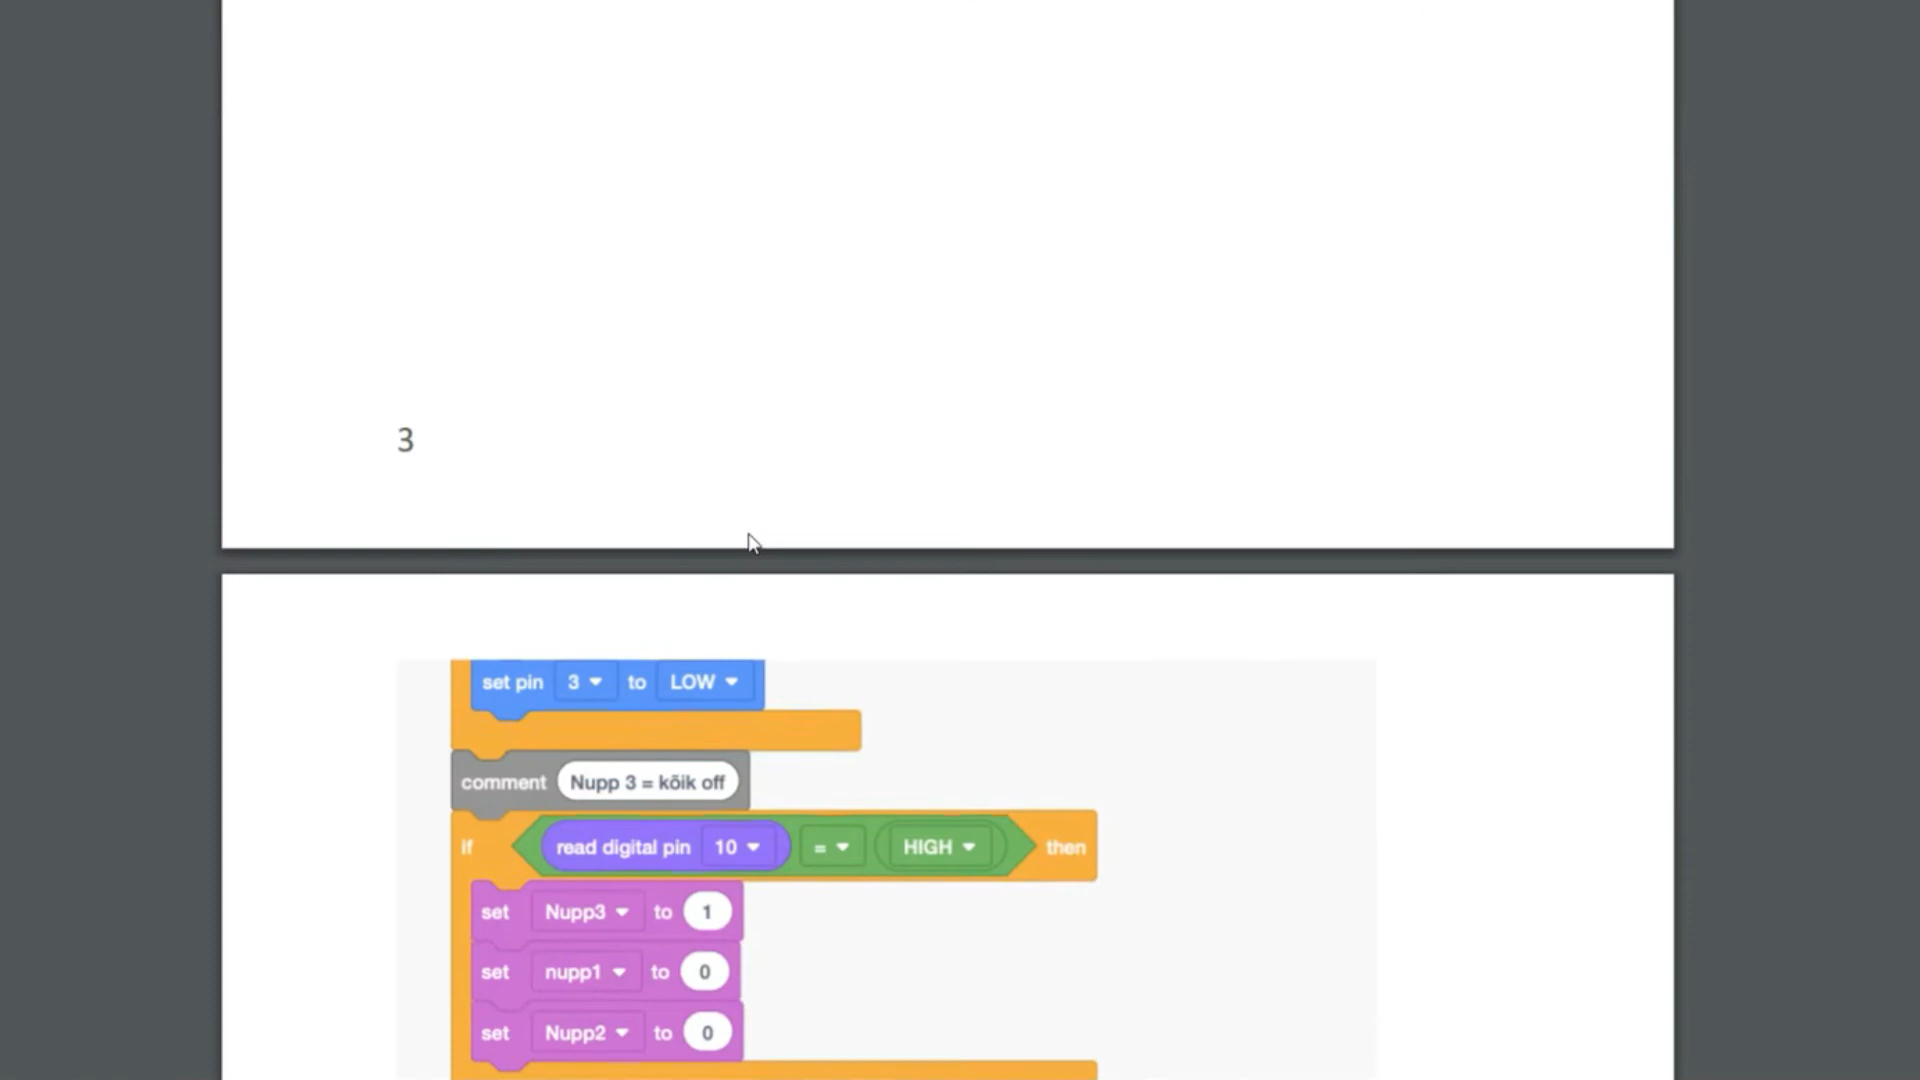 3
set pin 3 to LOW
comment Nupp 3 = kõik off
if read digital pin 10 = HIGH then
set Nupp3 to 1
set nupp1 to 0
set Nupp2 to 0